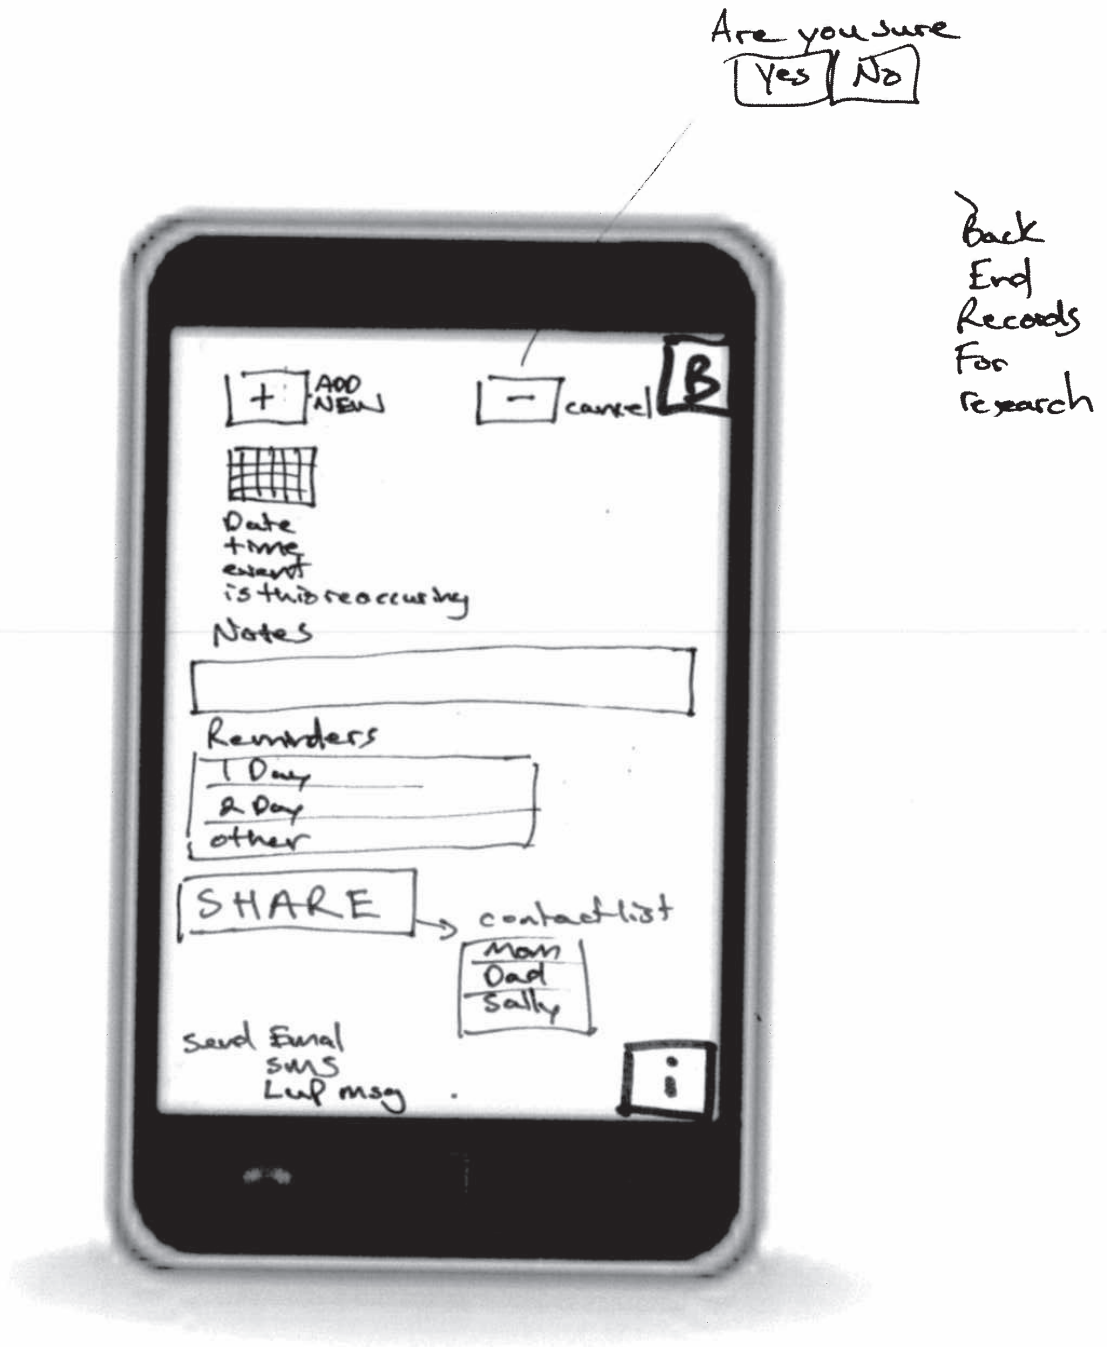 Are you sure
Yes No
Back
End
Records
For
research
B
+ ADD
NEW
- cancel
Date
time
event
is this reoccuring
Notes
Reminders
1 Day
2 Day
other
SHARE
contact list
Mom
Dad
Sally
send Email
sms
msg
i